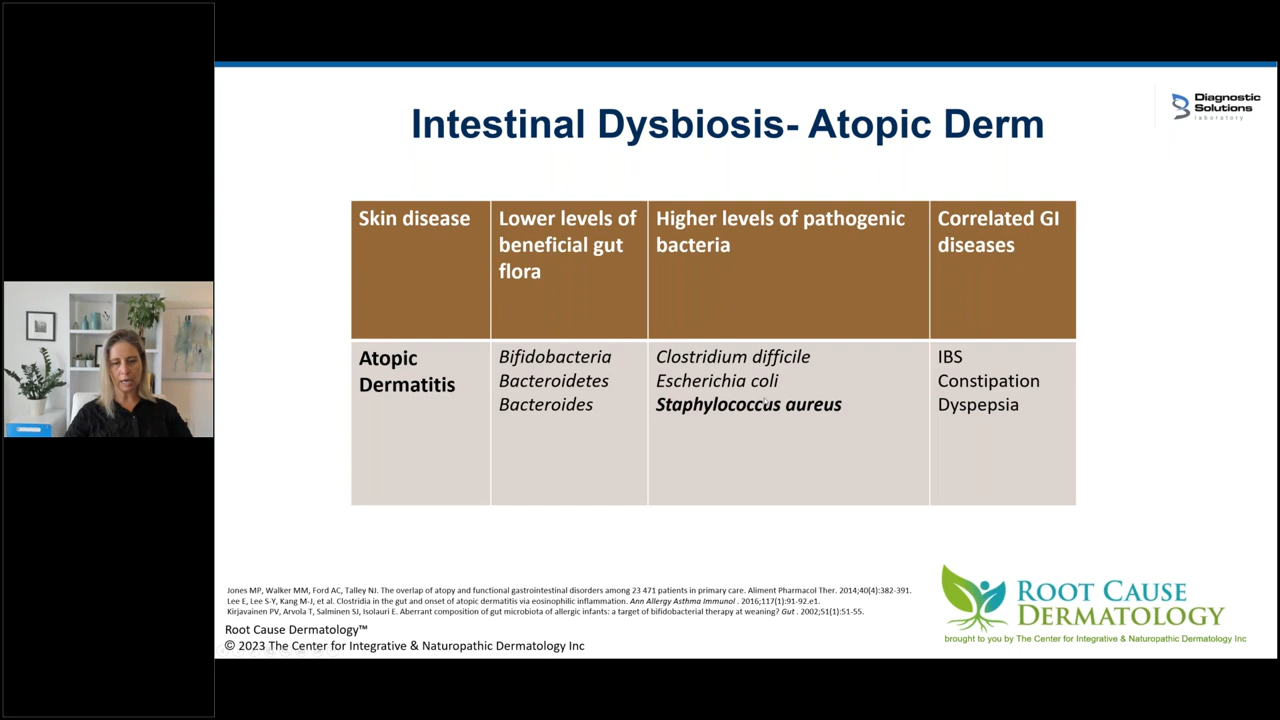 Intestinal Dysbiosis- Atopic Derm
Diagnostic
Solutions
laboratory
Skin disease
Lower levels of
beneficial gut
flora
Higher levels of pathogenic
bacteria
Correlated GI
diseases
Atopic
Dermatitis
Bifidobacteria
Bacteroidetes
Bacteroides
Clostridium difficile
Escherichia coli
Staphylococcus aureus
IBS
Constipation
Dyspepsia
Jones MP, Walker MM, Ford AC, Talley NJ. The overlap of atopy and functional gastrointestinal disorders among 23 471 patients in primary care. Aliment Pharmacol Ther. 2014;40(4):382-391.
Lee E, Lee S-Y, Kang M-J, et al. Clostridia in the gut and onset of atopic dermatitis via eosinophilic inflammation. Ann Allergy Asthma Immunol . 2016;117(1):91-92.e1.
Kirjavainen PV, Arvola T, Salminen SJ, Isolauri E. Aberrant composition of gut microbiota of allergic infants: a target of bifidobacterial therapy at weaning? Gut . 2002;51(1):51-55.
Root Cause Dermatology™
© 2023 The Center for Integrative & Naturopathic Dermatology Inc
ROOT CAUSE
DERMATOLOGY
brought to you by The Center for Integrative & Naturopathic Dermatology Inc